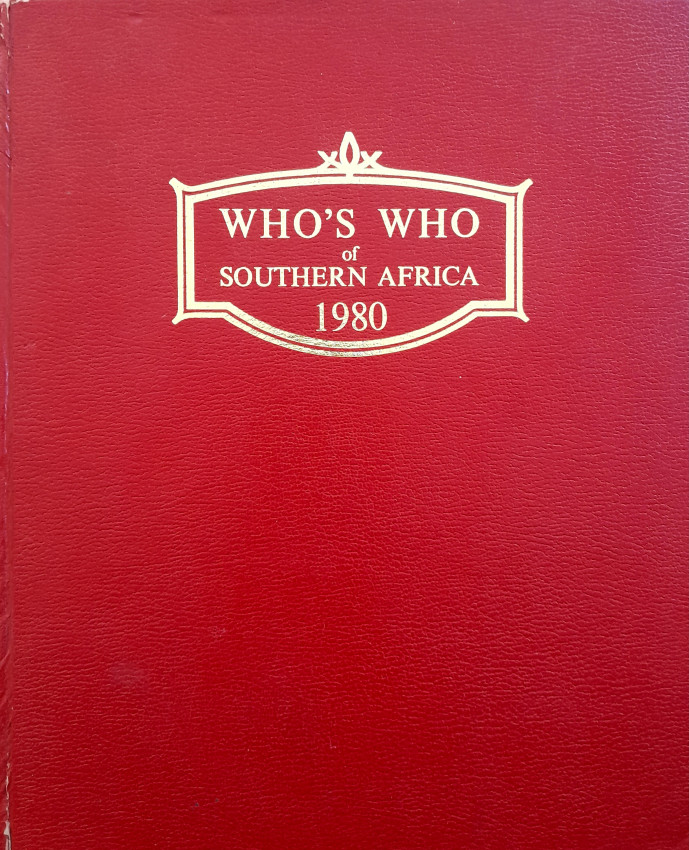 WHO'S WHO
of
SOUTHERN AFRICA
1980